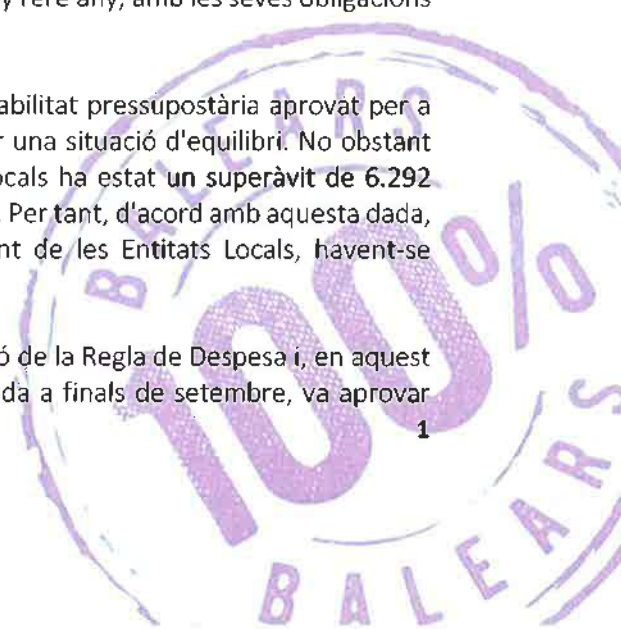 y rere any, amb les seves obligacions
abilitat pressupostària aprovat per a
r una situació d'equilibri. No obstant
ocals ha estat un superàvit de 6.292
. Per tant, d'acord amb aquesta dada,
nt de les Entitats Locals, havent-se
ó de la Regla de Despesa i, en aquest
da a finals de setembre, va aprovar
1
BALEARS
100%
BALEARS